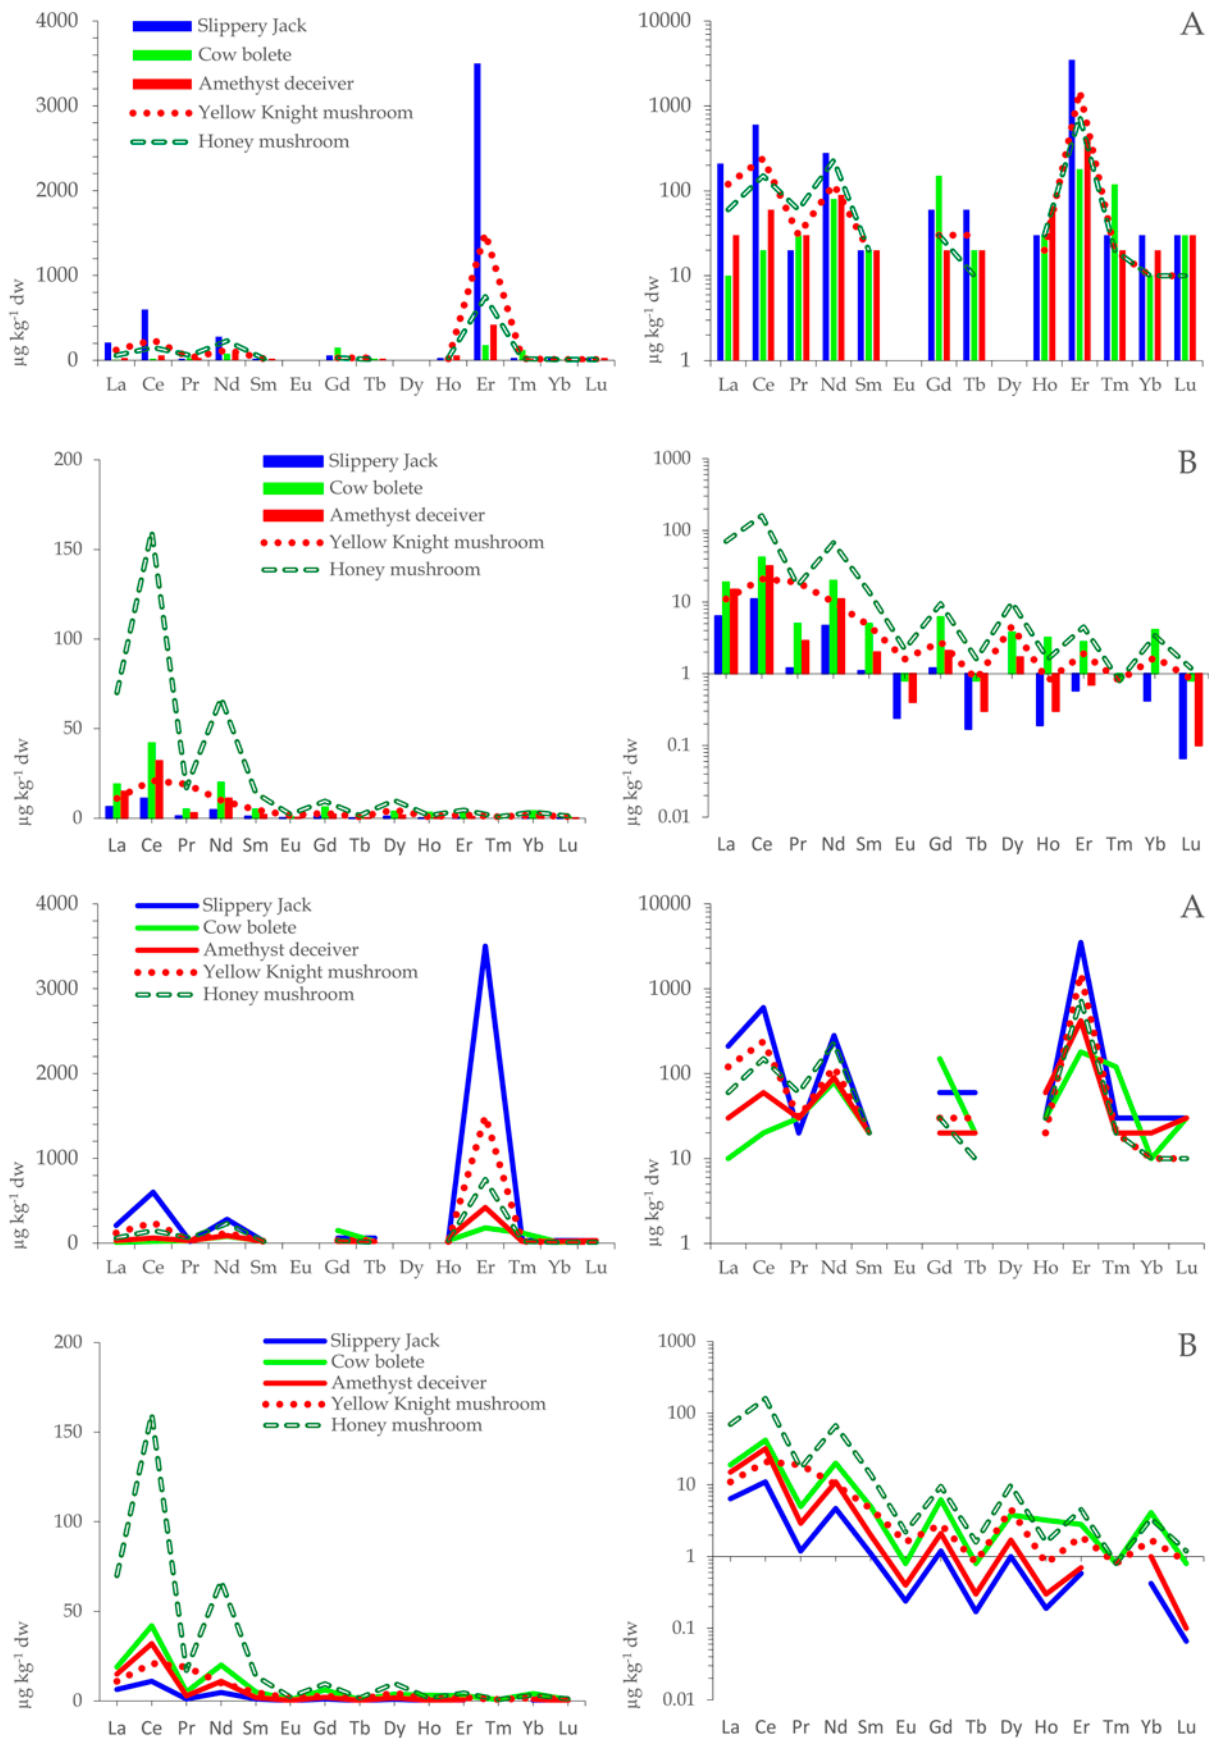 4000
3000
2000
1000
0
µg kg⁻¹ dw
Slippery Jack
Cow bolete
Amethyst deceiver
Yellow Knight mushroom
Honey mushroom
La Ce Pr Nd Sm Eu Gd Tb Dy Ho Er Tm Yb Lu
A
10000
1000
100
10
1
µg kg⁻¹ dw
La Ce Pr Nd Sm Eu Gd Tb Dy Ho Er Tm Yb Lu
200
150
100
50
0
µg kg⁻¹ dw
Slippery Jack
Cow bolete
Amethyst deceiver
Yellow Knight mushroom
Honey mushroom
La Ce Pr Nd Sm Eu Gd Tb Dy Ho Er Tm Yb Lu
B
1000
100
10
1
0.1
0.01
µg kg⁻¹ dw
La Ce Pr Nd Sm Eu Gd Tb Dy Ho Er Tm Yb Lu
4000
3000
2000
1000
0
µg kg⁻¹ dw
Slippery Jack
Cow bolete
Amethyst deceiver
Yellow Knight mushroom
Honey mushroom
La Ce Pr Nd Sm Eu Gd Tb Dy Ho Er Tm Yb Lu
A
10000
1000
100
10
1
µg kg⁻¹ dw
La Ce Pr Nd Sm Eu Gd Tb Dy Ho Er Tm Yb Lu
200
150
100
50
0
µg kg⁻¹ dw
Slippery Jack
Cow bolete
Amethyst deceiver
Yellow Knight mushroom
Honey mushroom
La Ce Pr Nd Sm Eu Gd Tb Dy Ho Er Tm Yb Lu
B
1000
100
10
1
0.1
0.01
µg kg⁻¹ dw
La Ce Pr Nd Sm Eu Gd Tb Dy Ho Er Tm Yb Lu